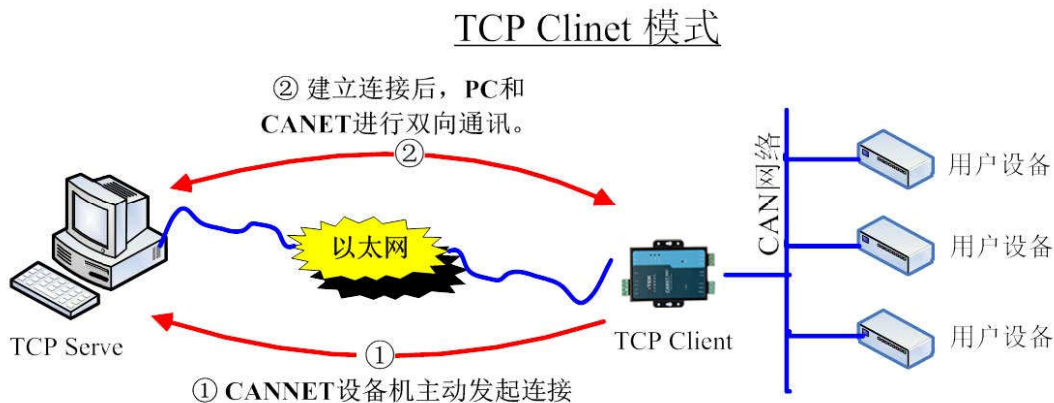 TCP Clinet 模式
② 建立连接后，PC和
CANET进行双向通讯。
②
以太网
CAN网络
用户设备
用户设备
用户设备
TCP Serve
TCP Client
①
① CANNET设备机主动发起连接